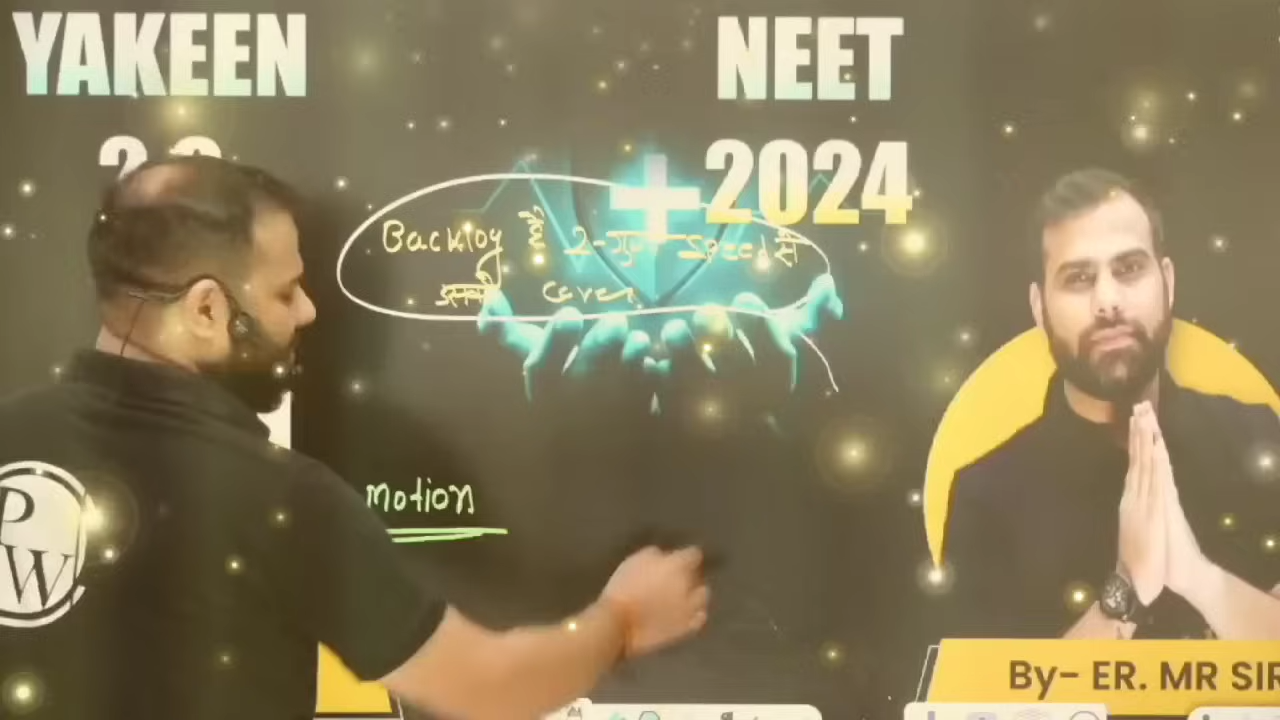 YAKEEN
NEET
2024
Backlog को 2-गुना speed से
cover
motion
P
W
By- ER. MR SIR